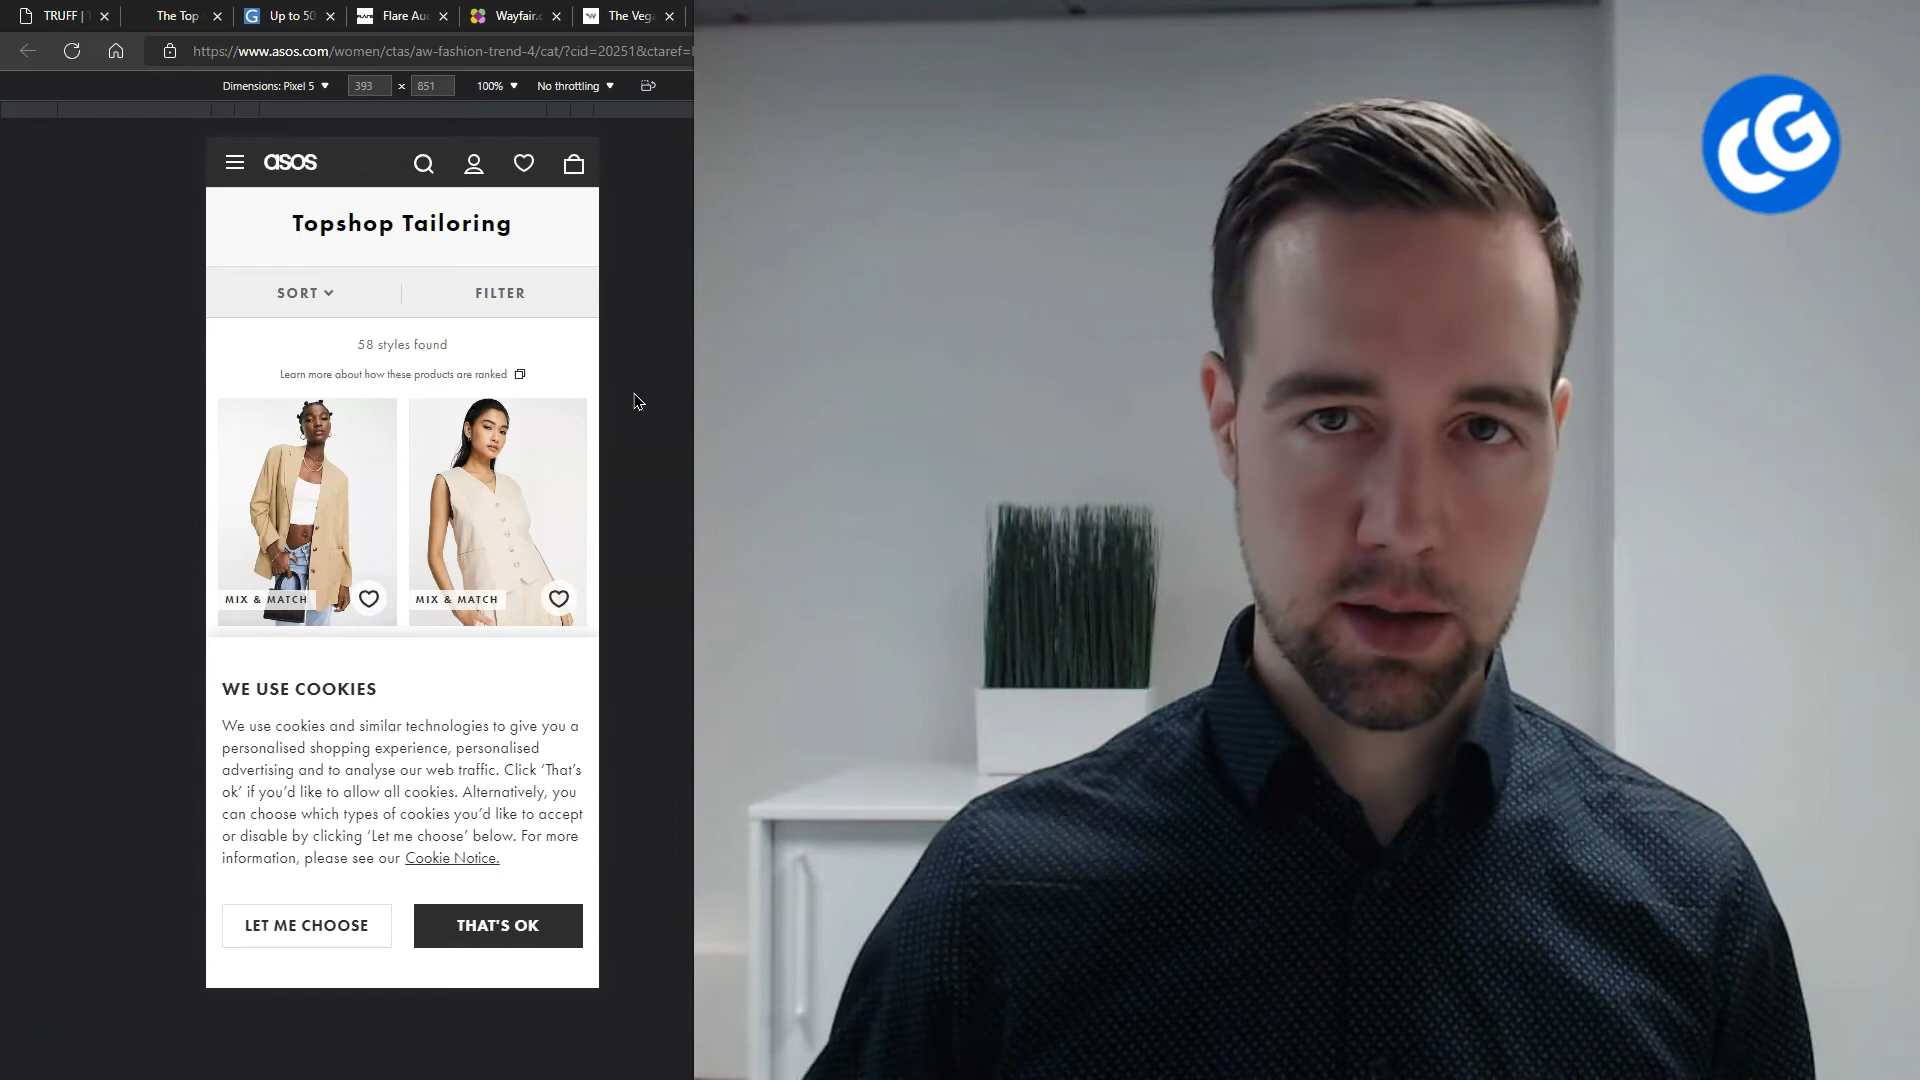 TRUFF | T
The Top
Up to 50
Flare Au
Wayfair.c
The Veg
https://www.asos.com/women/ctas/aw-fashion-trend-4/cat/?cid=20251&ctaref=
Dimensions: Pixel 5
393 × 851
100%
No throttling
asos
Topshop Tailoring
SORT
FILTER
58 styles found
Learn more about how these products are ranked
MIX & MATCH
MIX & MATCH
WE USE COOKIES
We use cookies and similar technologies to give you a
personalised shopping experience, personalised
advertising and to analyse our web traffic. Click ‘That’s
ok’ if you’d like to allow all cookies. Alternatively, you
can choose which types of cookies you’d like to accept
or disable by clicking ‘Let me choose’ below. For more
information, please see our Cookie Notice.
LET ME CHOOSE
THAT'S OK
CG